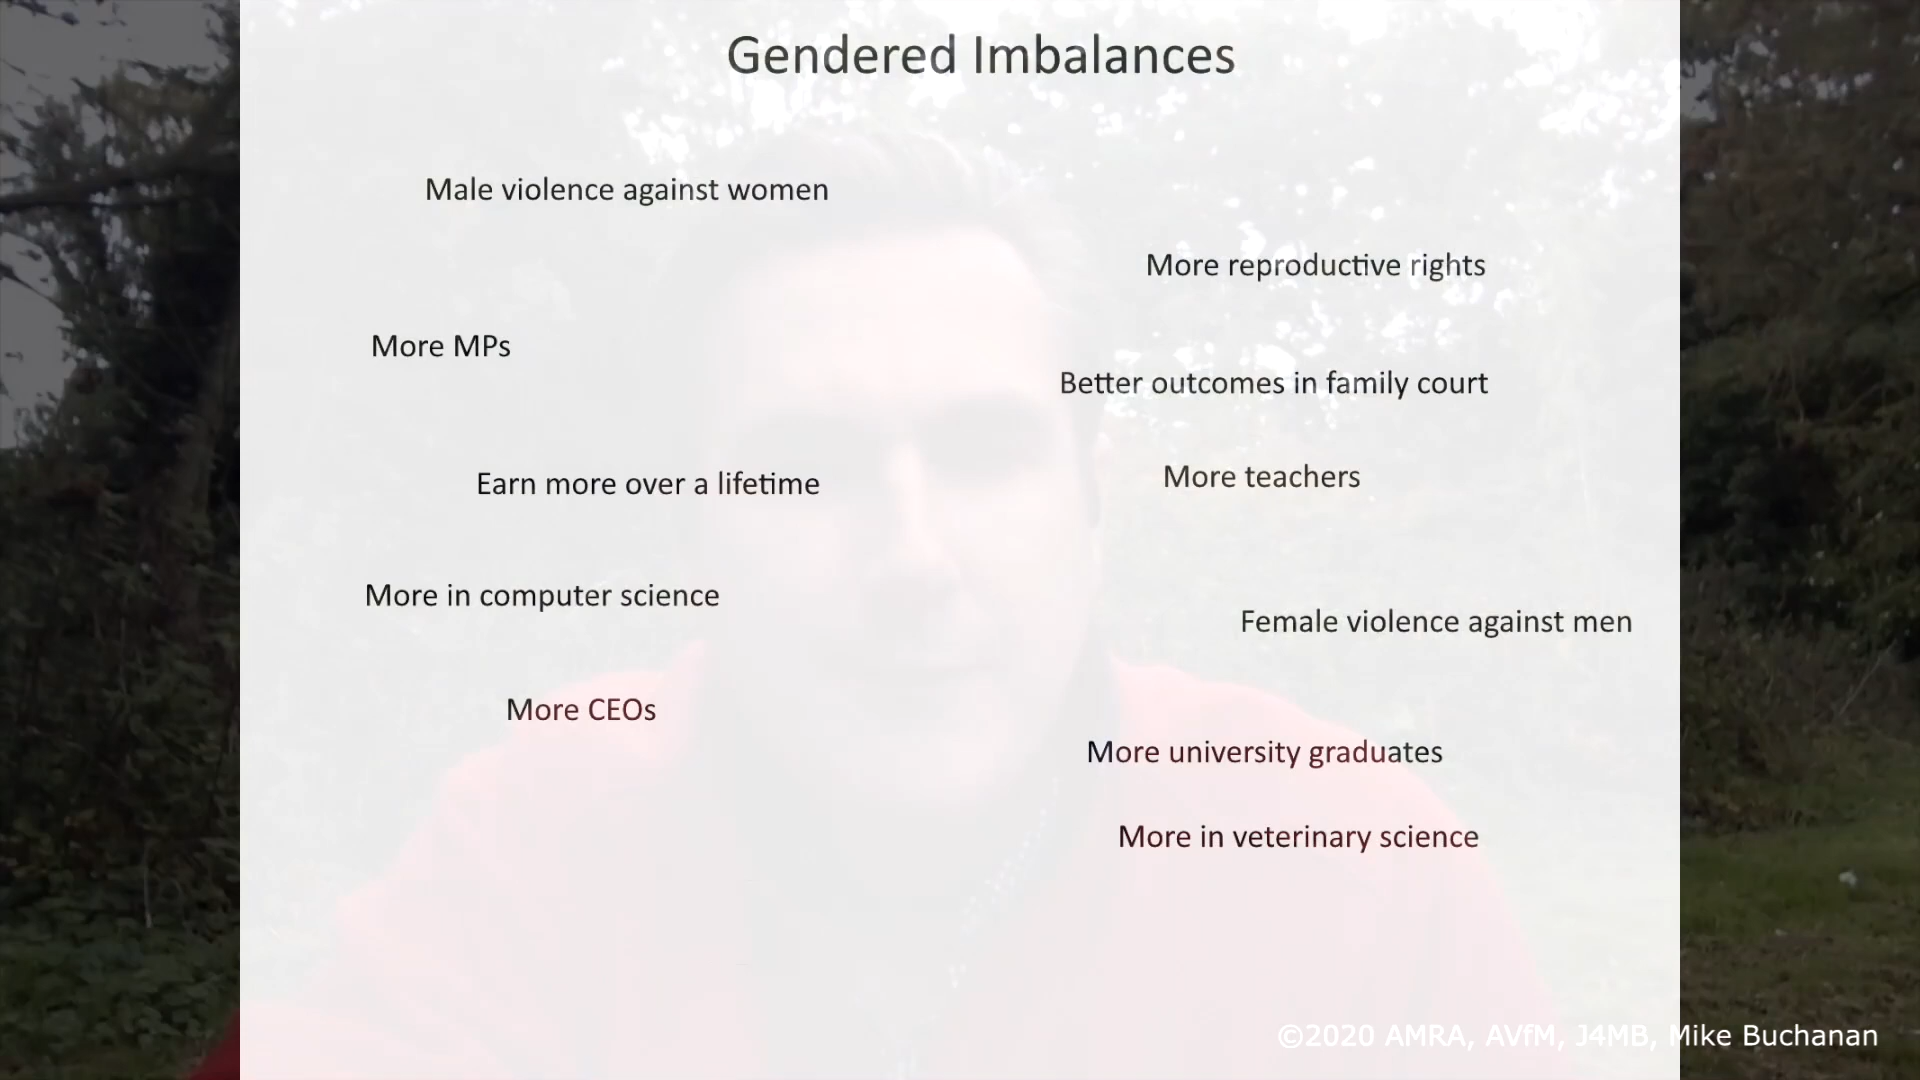 Gendered Imbalances
Male violence against women
More reproductive rights
More MPs
Better outcomes in family court
More teachers
Earn more over a lifetime
More in computer science
Female violence against men
More CEOs
More university graduates
More in veterinary science
©2020 AMRA, AVfM, J4MB, Mike Buchanan